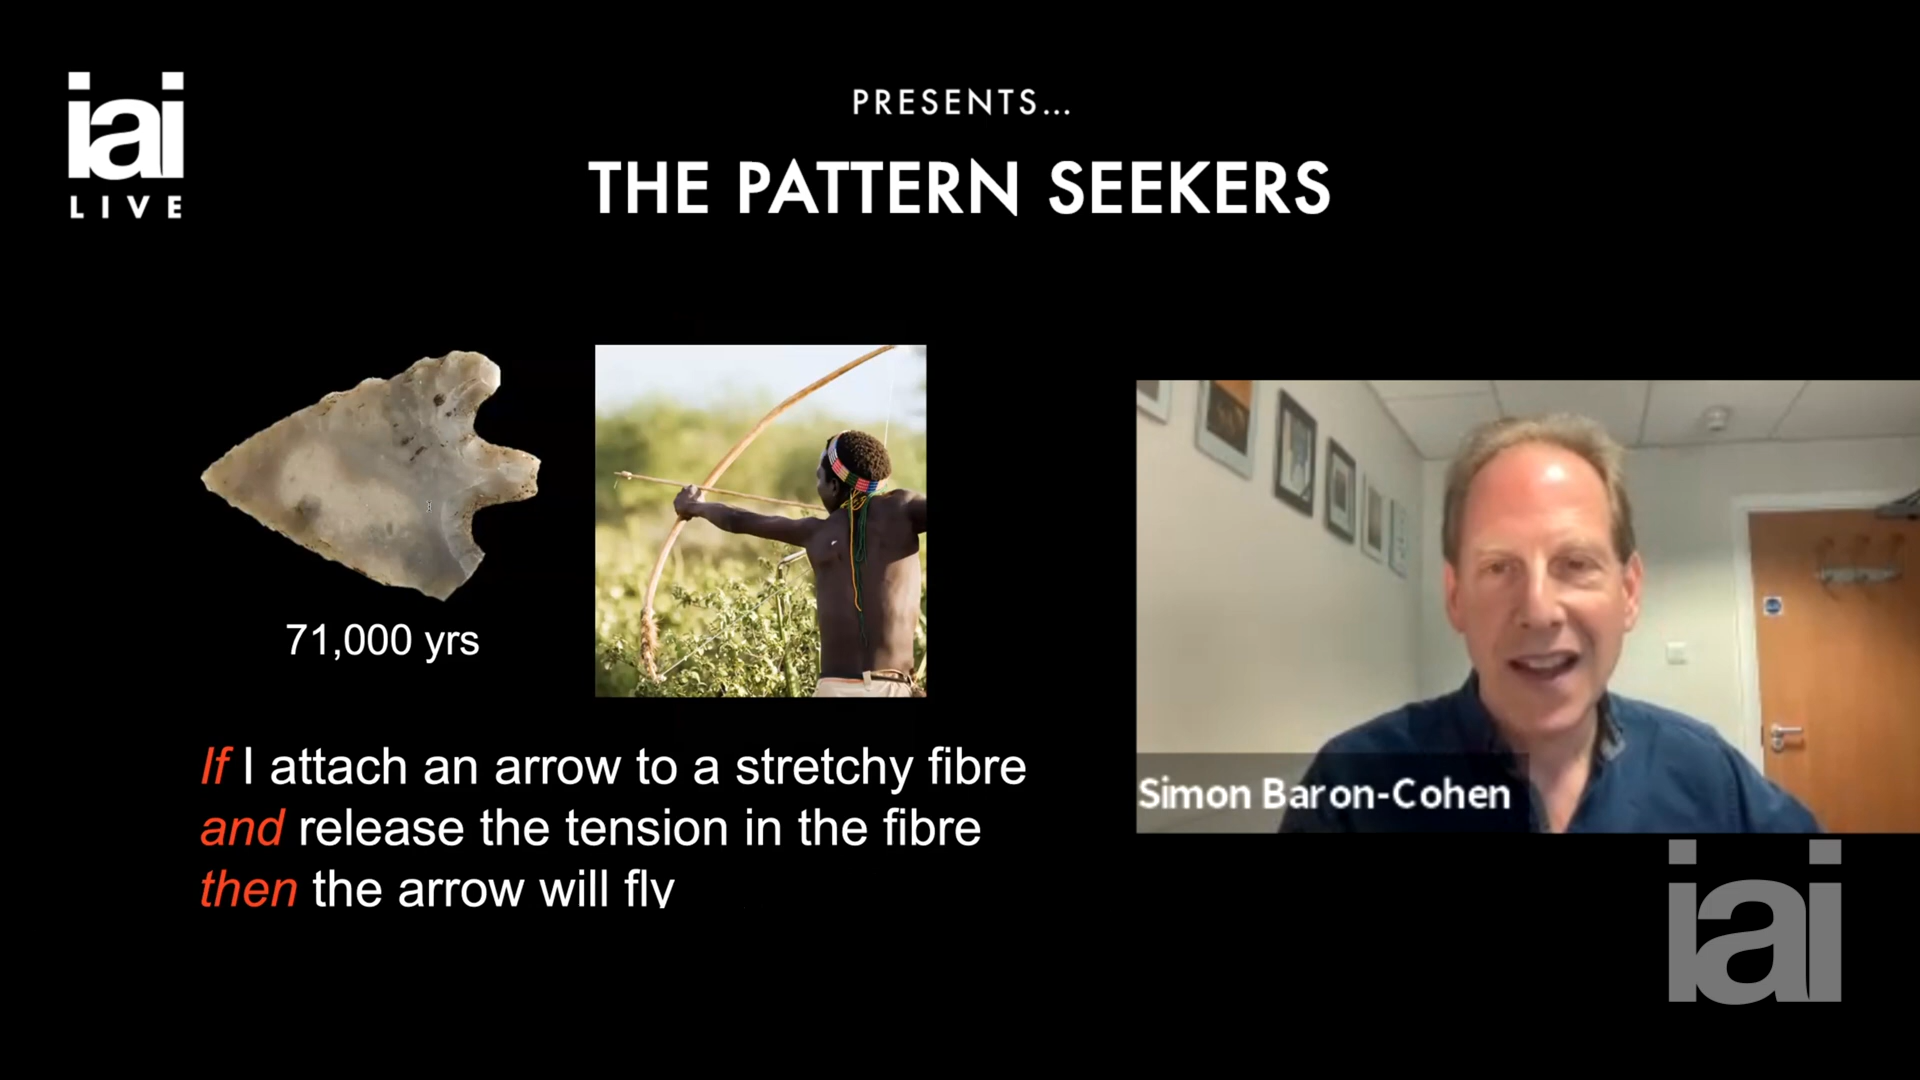 iai
LIVE
PRESENTS...
THE PATTERN SEEKERS
71,000 yrs
If I attach an arrow to a stretchy fibre
and release the tension in the fibre
then the arrow will fly
Simon Baron-Cohen
iai